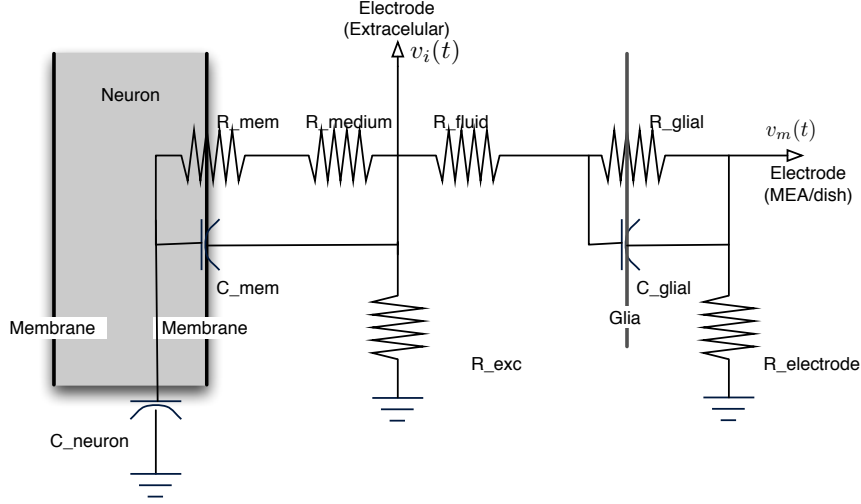 Electrode
(Extracelular)
v_i(t)
Neuron
R_mem
R_medium
R_fluid
R_glial
v_m(t)
Electrode
(MEA/dish)
C_mem
C_glial
Membrane
Membrane
Glia
R_exc
R_electrode
C_neuron